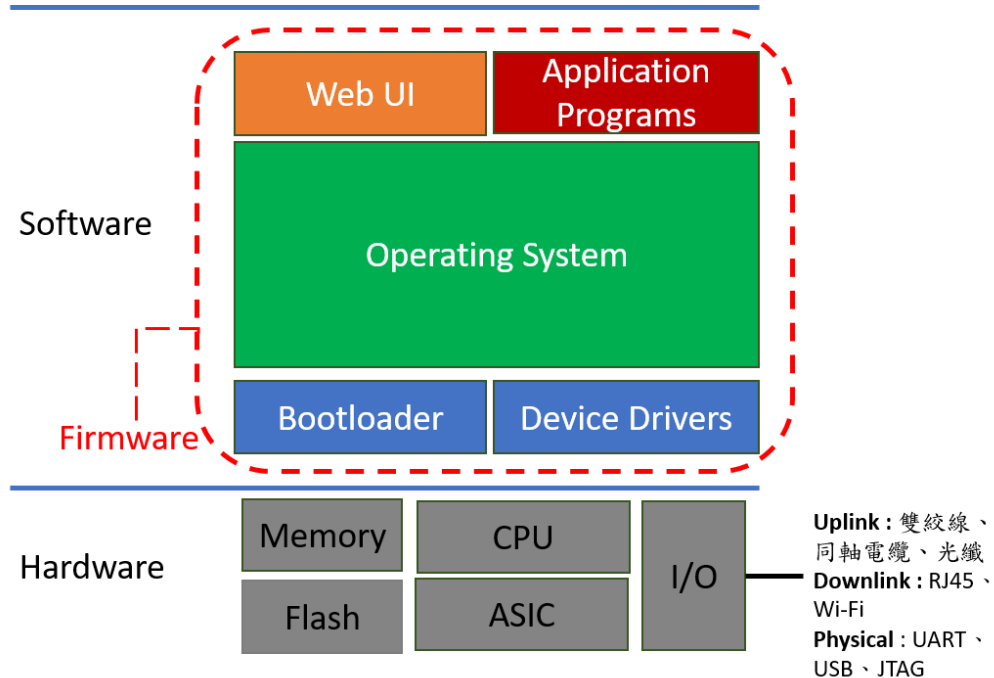 Web UI
Application
Programs
Software
Operating System
Firmware
Bootloader
Device Drivers
Hardware
Memory
CPU
I/O
Flash
ASIC
Uplink : 雙絞線、
同軸電纜、光纖
Downlink : RJ45、
Wi-Fi
Physical : UART、
USB、JTAG